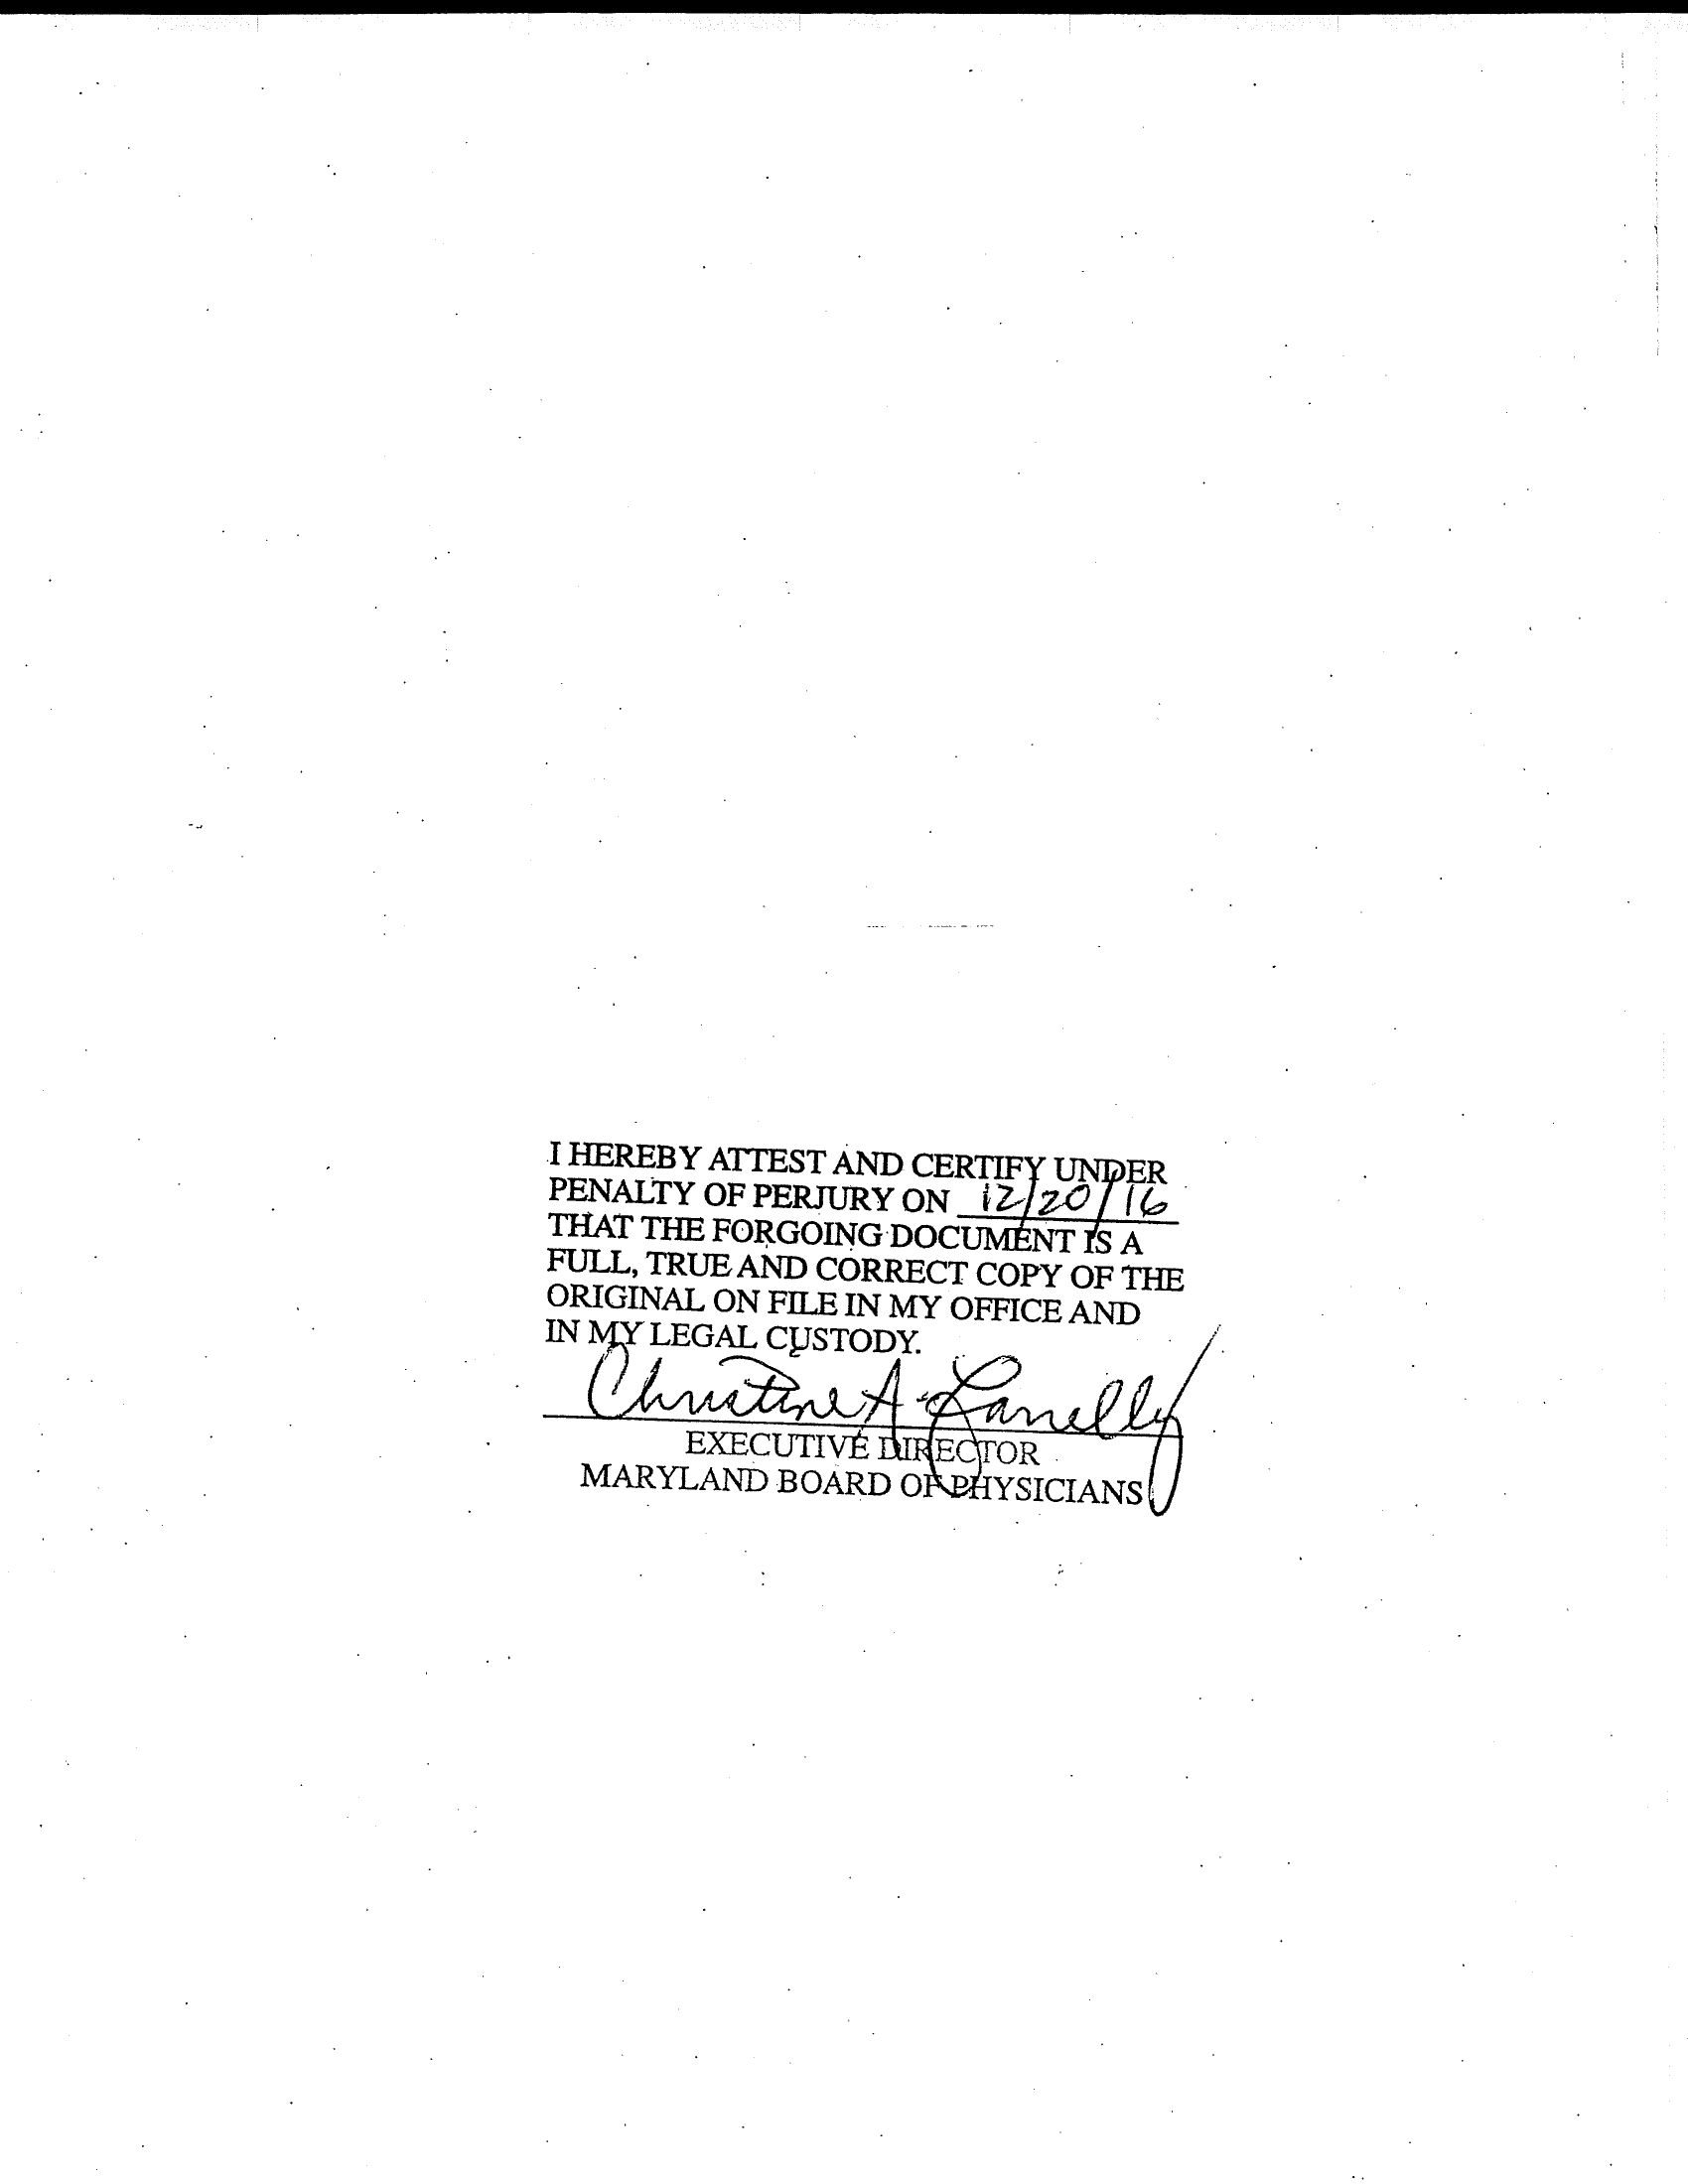 I HEREBY ATTEST AND CERTIFY UNDER
PENALTY OF PERJURY ON 12/20/16
THAT THE FORGOING DOCUMENT IS A
FULL, TRUE AND CORRECT COPY OF THE
ORIGINAL ON FILE IN MY OFFICE AND
IN MY LEGAL CUSTODY.
Christine A. Farrelly
EXECUTIVE DIRECTOR
MARYLAND BOARD OF PHYSICIANS